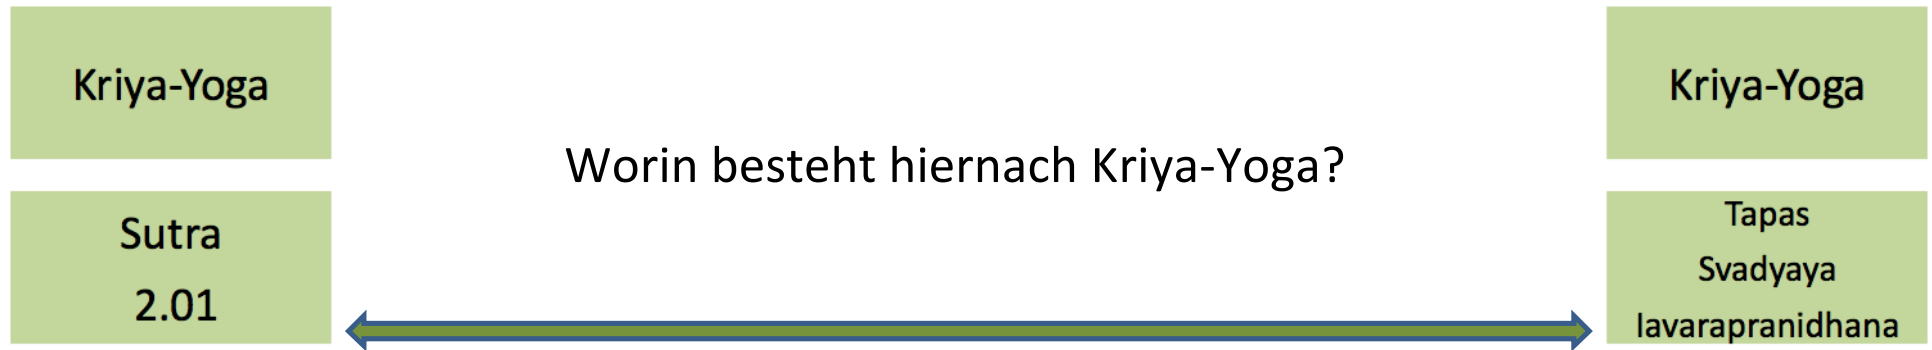 Kriya-Yoga
Sutra
2.01
Worin besteht hiernach Kriya-Yoga?
Kriya-Yoga
Tapas
Svadyaya
Iavarapranidhana